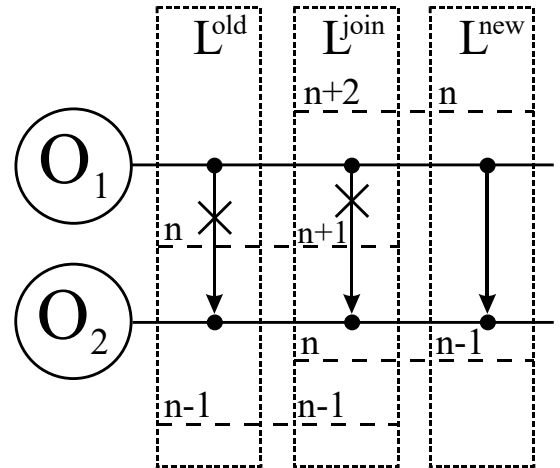 L^old L^join L^new
n+2 n
O_1
n n+1
O_2
n n-1
n-1 n-1